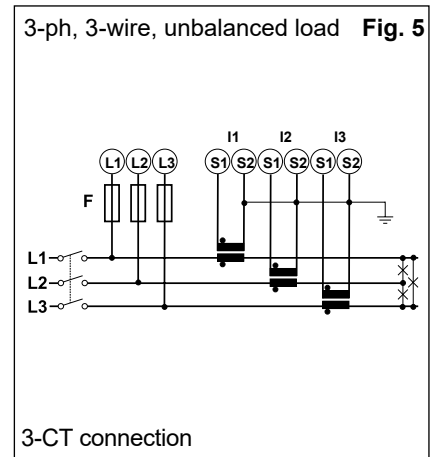 3-ph, 3-wire, unbalanced load Fig. 5
I1 I2 I3
L1 L2 L3 S1 S2 S1 S2 S1 S2
F
L1
L2
L3
3-CT connection